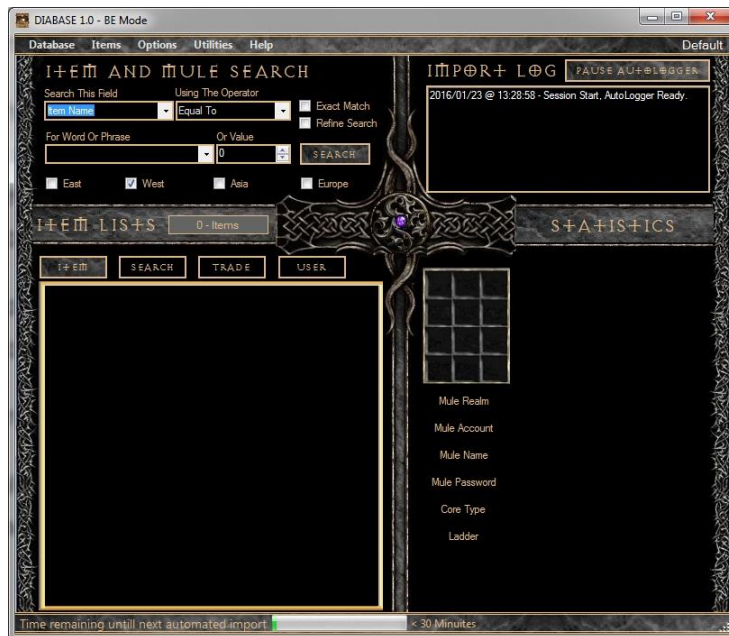 DIABASE 1.0 - BE Mode
Database Items Options Utilities Help Default
ITEM AND MULE SEARCH
Search This Field Using The Operator
Item Name Equal To Exact Match
Refine Search
For Word Or Phrase Or Value
0 SEARCH
East West Asia Europe
IMPORT LOG PAUSE AUTOLOGGER
2016/01/23 @ 13:28:58 - Session Start, AutoLogger Ready.
ITEM LISTS 0 - Items STATISTICS
ITEM SEARCH TRADE USER
Mule Realm
Mule Account
Mule Name
Mule Password
Core Type
Ladder
Time remaining untill next automated import < 30 Minuites